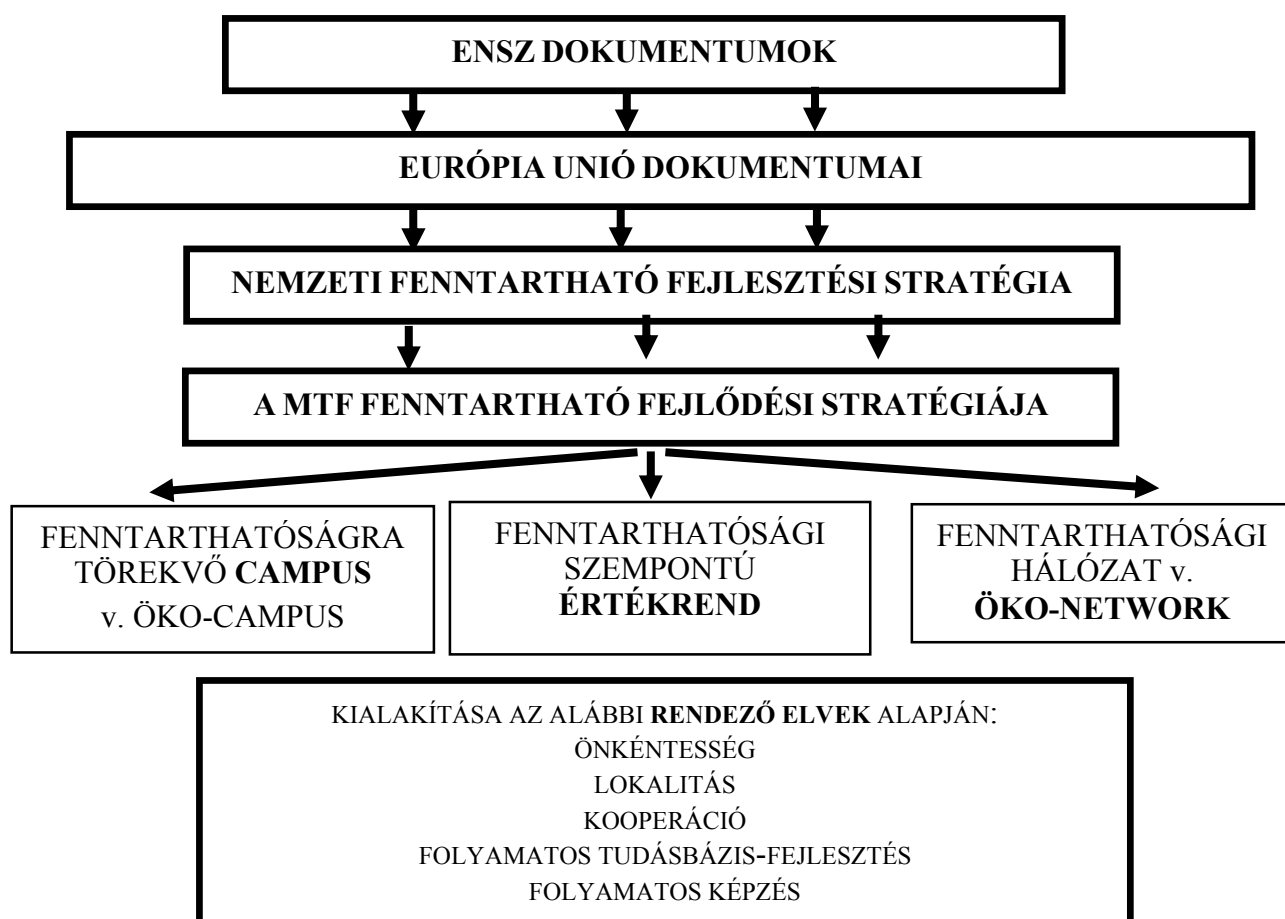 ENSZ DOKUMENTUMOK
EURÓPIA UNIÓ DOKUMENTUMAI
NEMZETI FENNTARTHATÓ FEJLESZTÉSI STRATÉGIA
A MTF FENNTARTHATÓ FEJLŐDÉSI STRATÉGIÁJA
FENNTARTHATÓSÁGRA
TÖREKVŐ CAMPUS
v. ÖKO-CAMPUS
FENNTARTHATÓSÁGI
SZEMPONTÚ
ÉRTÉKREND
FENNTARTHATÓSÁGI
HÁLÓZAT v.
ÖKO-NETWORK
KIALAKÍTÁSA AZ ALÁBBI RENDEZŐ ELVEK ALAPJÁN:
ÖNKÉNTESSÉG
LOKALITÁS
KOOPERÁCIÓ
FOLYAMATOS TUDÁSBÁZIS-FEJLESZTÉS
FOLYAMATOS KÉPZÉS